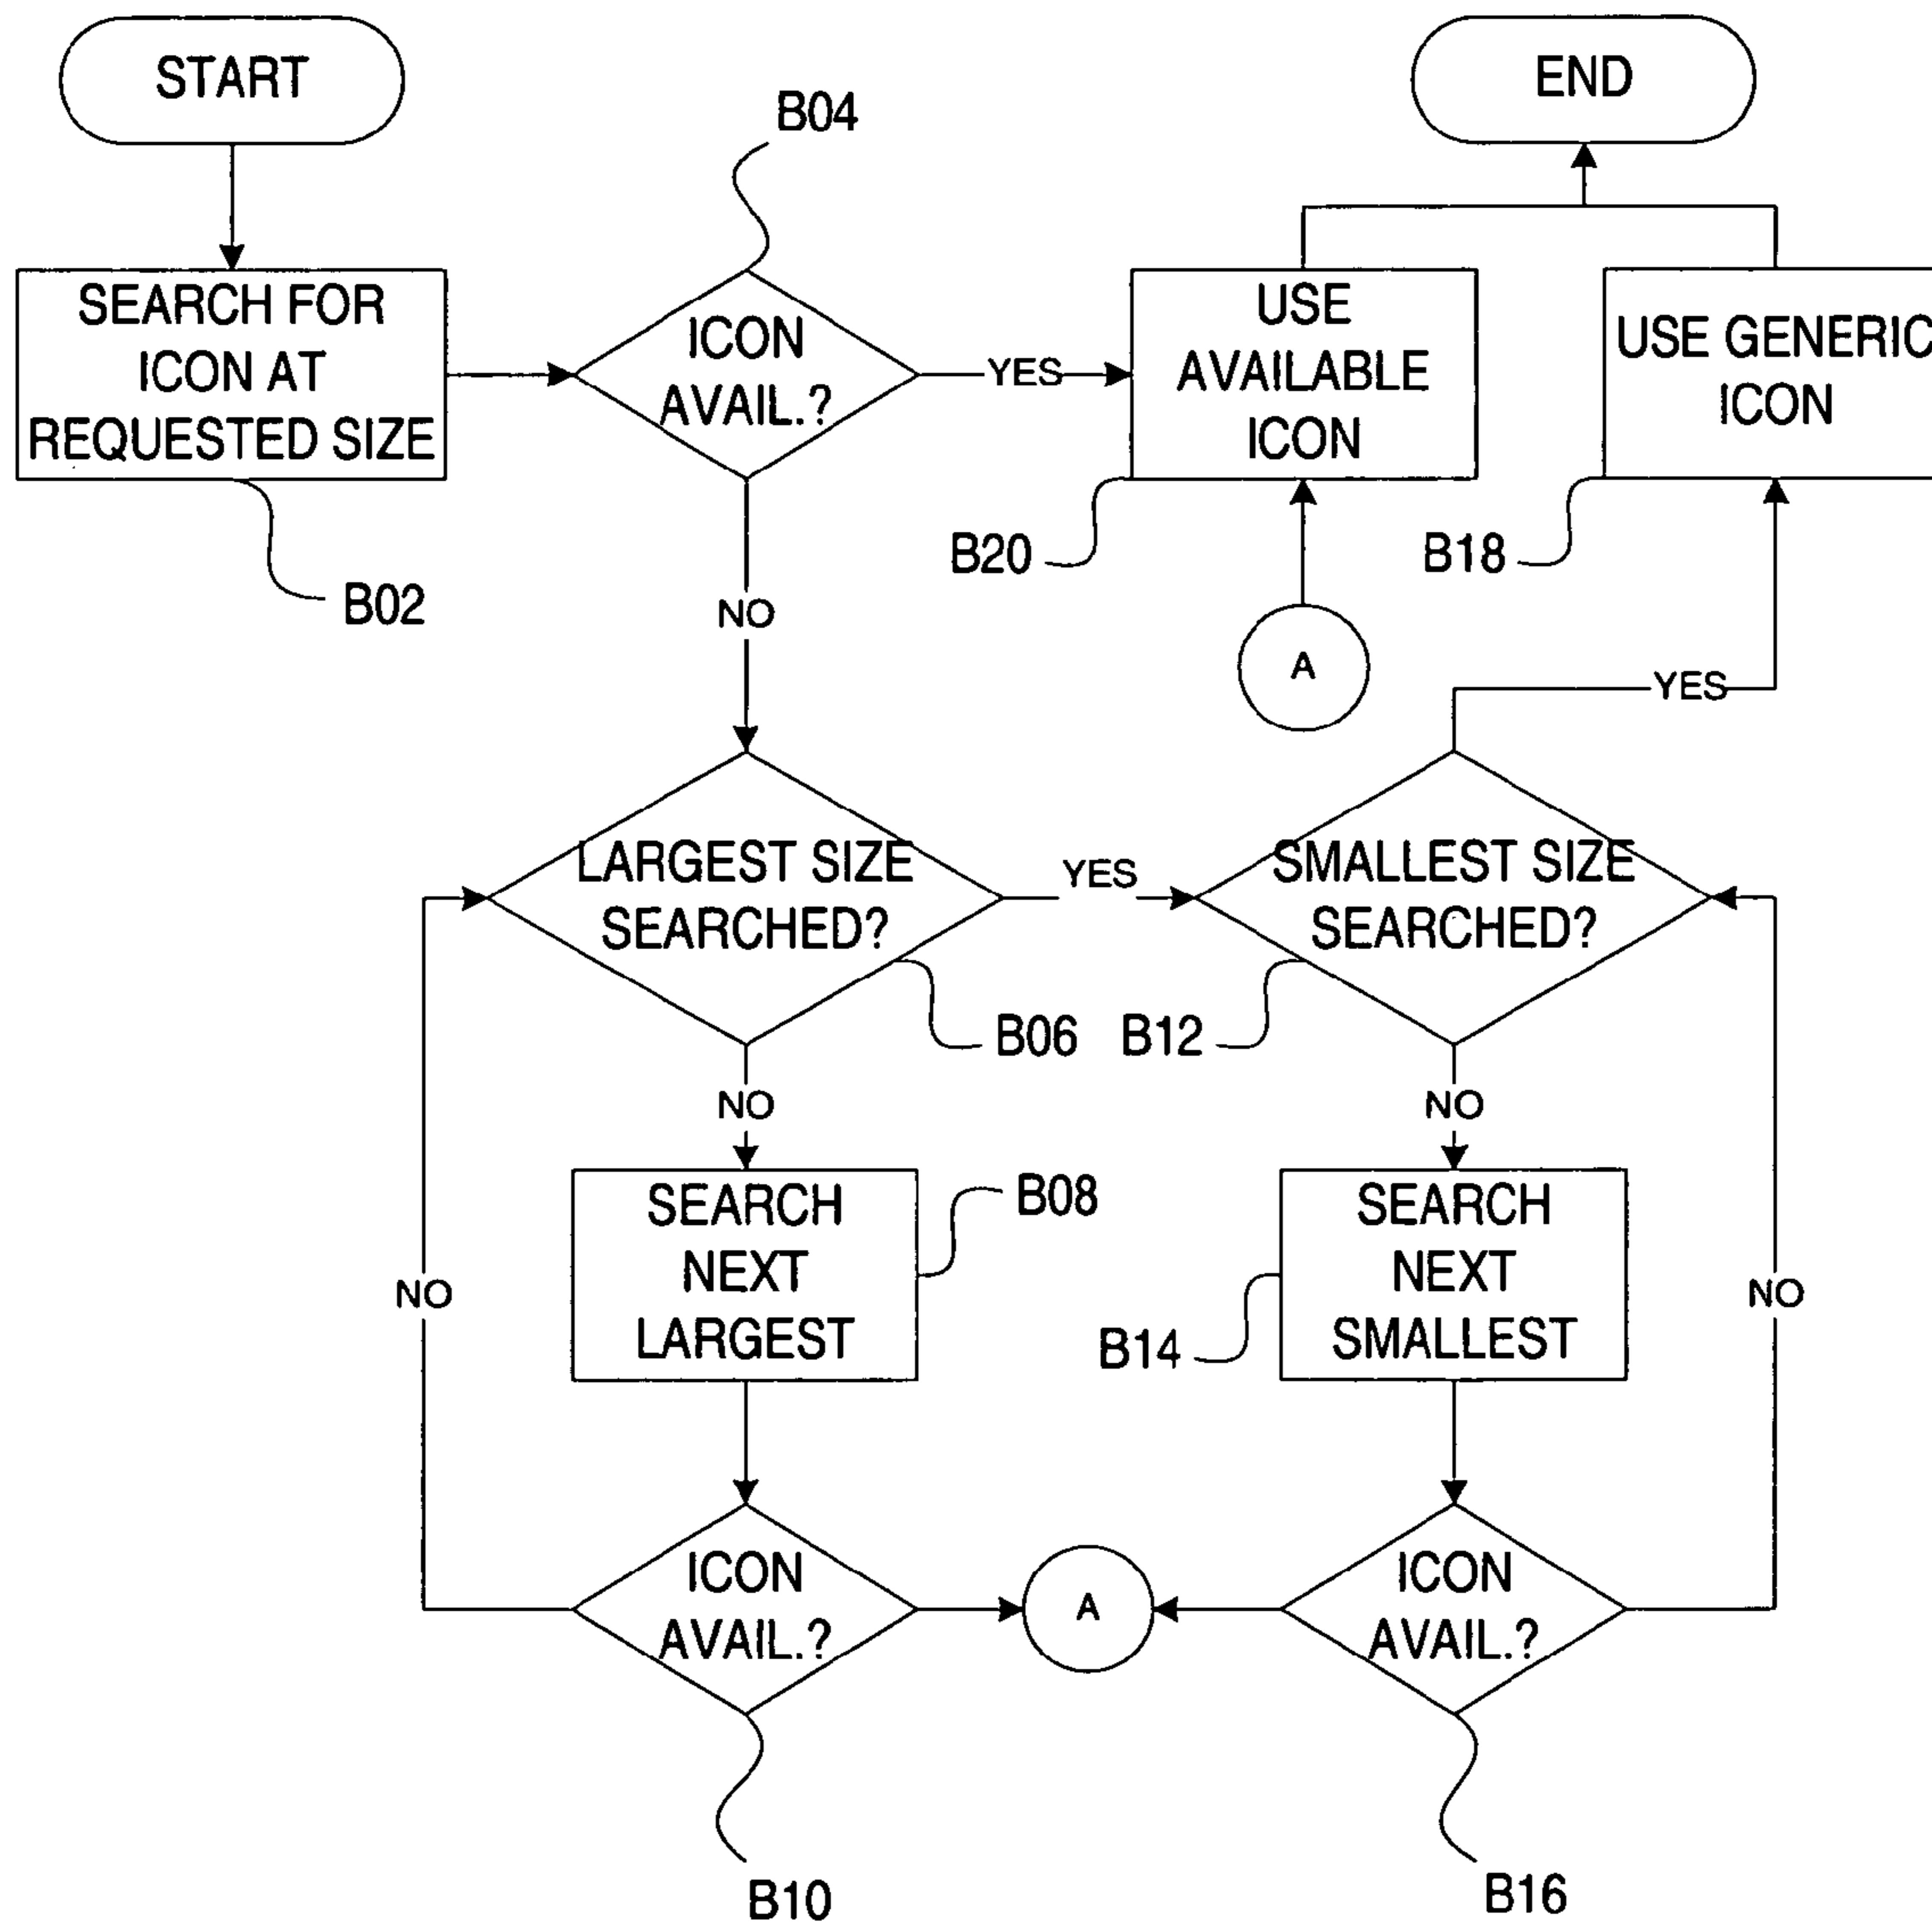 START
END
B04
SEARCH FOR
ICON AT
REQUESTED SIZE
ICON
AVAIL.?
YES
USE
AVAILABLE
ICON
USE GENERIC
ICON
B02
NO
B20
B18
A
YES
LARGEST SIZE
SEARCHED?
YES
SMALLEST SIZE
SEARCHED?
B06
B12
NO
NO
SEARCH
NEXT
LARGEST
B08
SEARCH
NEXT
SMALLEST
B14
NO
NO
ICON
AVAIL.?
A
ICON
AVAIL.?
B10
B16